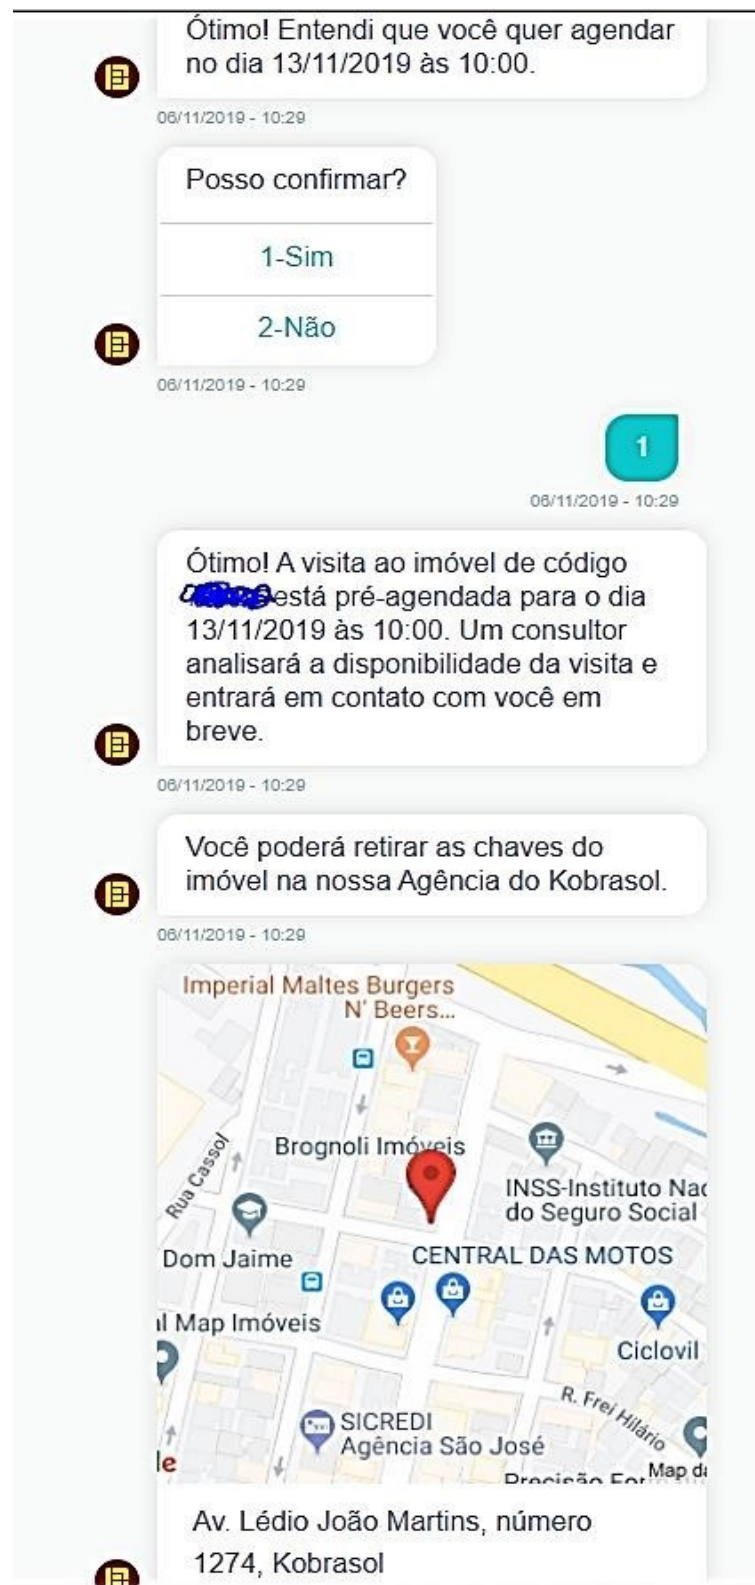 Ótimo! Entendi que você quer agendar
no dia 13/11/2019 às 10:00.
06/11/2019 - 10:29
Posso confirmar?
1-Sim
2-Não
06/11/2019 - 10:29
1
06/11/2019 - 10:29
Ótimo! A visita ao imóvel de código
está pré-agendada para o dia
13/11/2019 às 10:00. Um consultor
analisará a disponibilidade da visita e
entrará em contato com você em
breve.
06/11/2019 - 10:29
Você poderá retirar as chaves do
imóvel na nossa Agência do Kobrasol.
06/11/2019 - 10:29
Imperial Maltes Burgers
N' Beers...
Brognoli Imóveis
Rua Cassol
INSS-Instituto Nac
do Seguro Social
Dom Jaime
CENTRAL DAS MOTOS
al Map Imóveis
Ciclovil
R. Frei Hilário
SICREDI
Agência São José
le
Precisão For
Map da
Av. Lédio João Martins, número
1274, Kobrasol